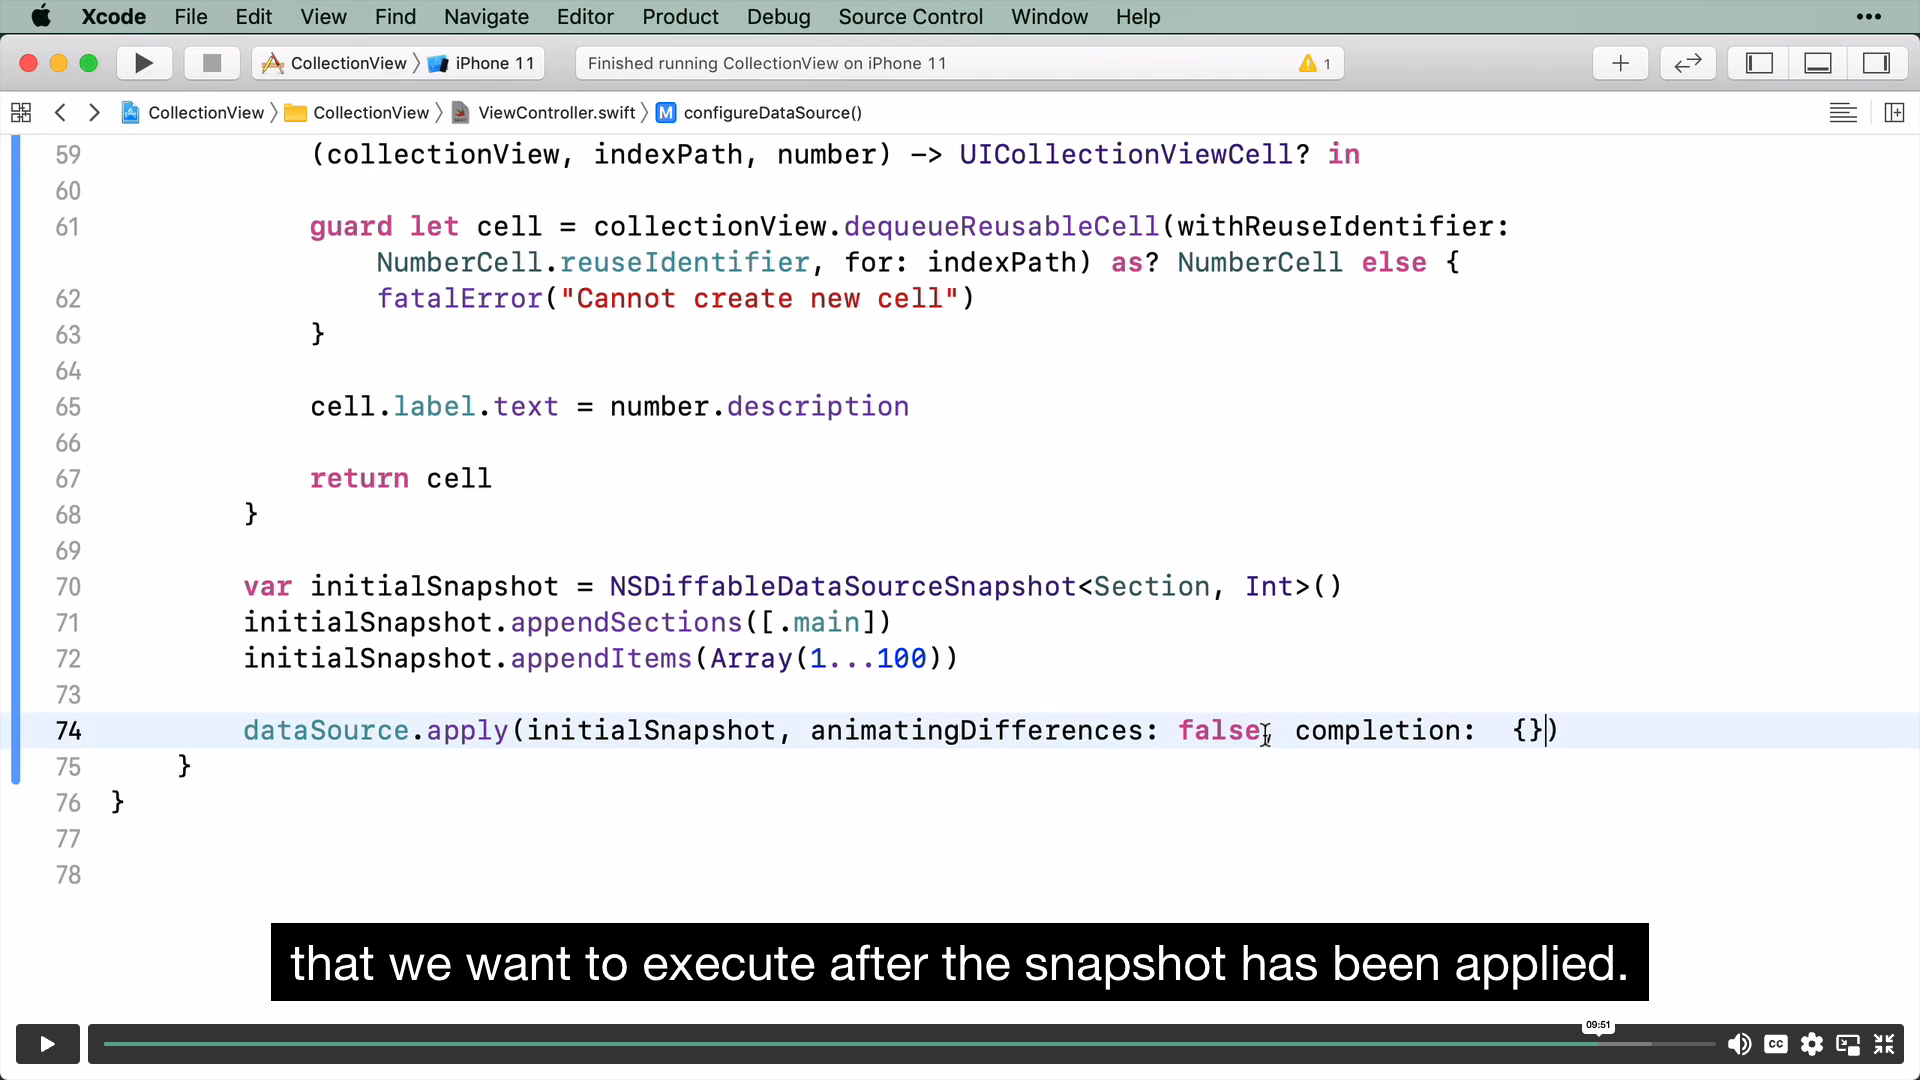 Xcode File Edit View Find Navigate Editor Product Debug Source Control Window Help
CollectionView iPhone 11 Finished running CollectionView on iPhone 11 1
CollectionView CollectionView ViewController.swift M configureDataSource()
59 (collectionView, indexPath, number) -> UICollectionViewCell? in
60
61 guard let cell = collectionView.dequeueReusableCell(withReuseIdentifier:
NumberCell.reuseIdentifier, for: indexPath) as? NumberCell else {
62 fatalError("Cannot create new cell")
63 }
64
65 cell.label.text = number.description
66
67 return cell
68 }
69
70 var initialSnapshot = NSDiffableDataSourceSnapshot<Section, Int>()
71 initialSnapshot.appendSections([.main])
72 initialSnapshot.appendItems(Array(1...100))
73
74 dataSource.apply(initialSnapshot, animatingDifferences: false, completion: {})
75 }
76 }
77
78
that we want to execute after the snapshot has been applied.
09:51
CC